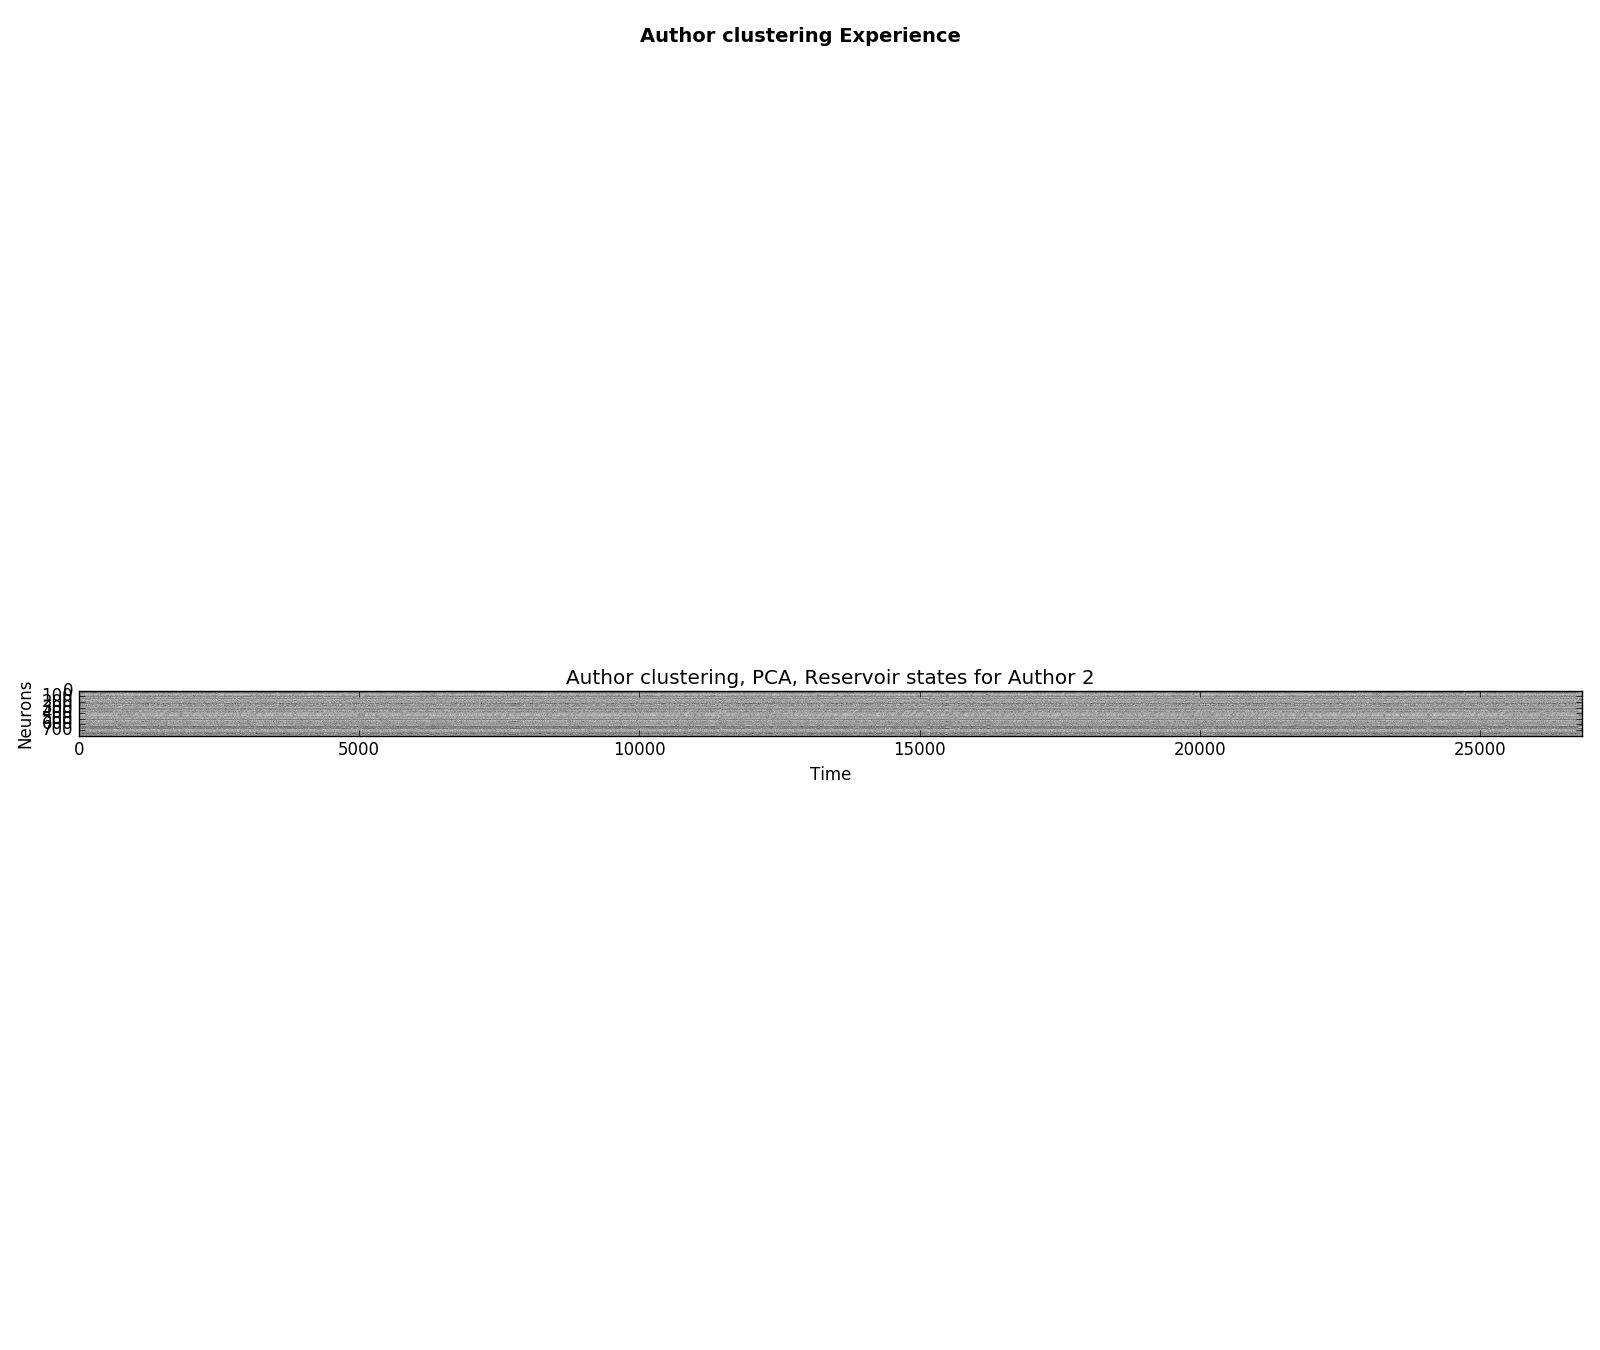 Author clustering Experience
Author clustering, PCA, Reservoir states for Author 2
Neurons
0
100
700
0 5000 10000 15000 20000 25000
Time